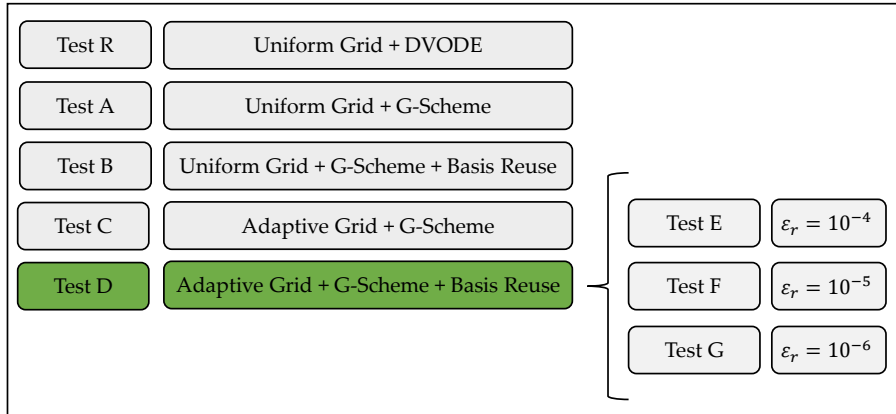 Test R Uniform Grid + DVODE
Test A Uniform Grid + G-Scheme
Test B Uniform Grid + G-Scheme + Basis Reuse
Test C Adaptive Grid + G-Scheme
Test D Adaptive Grid + G-Scheme + Basis Reuse
Test E εᵣ = 10⁻⁴
Test F εᵣ = 10⁻⁵
Test G εᵣ = 10⁻⁶